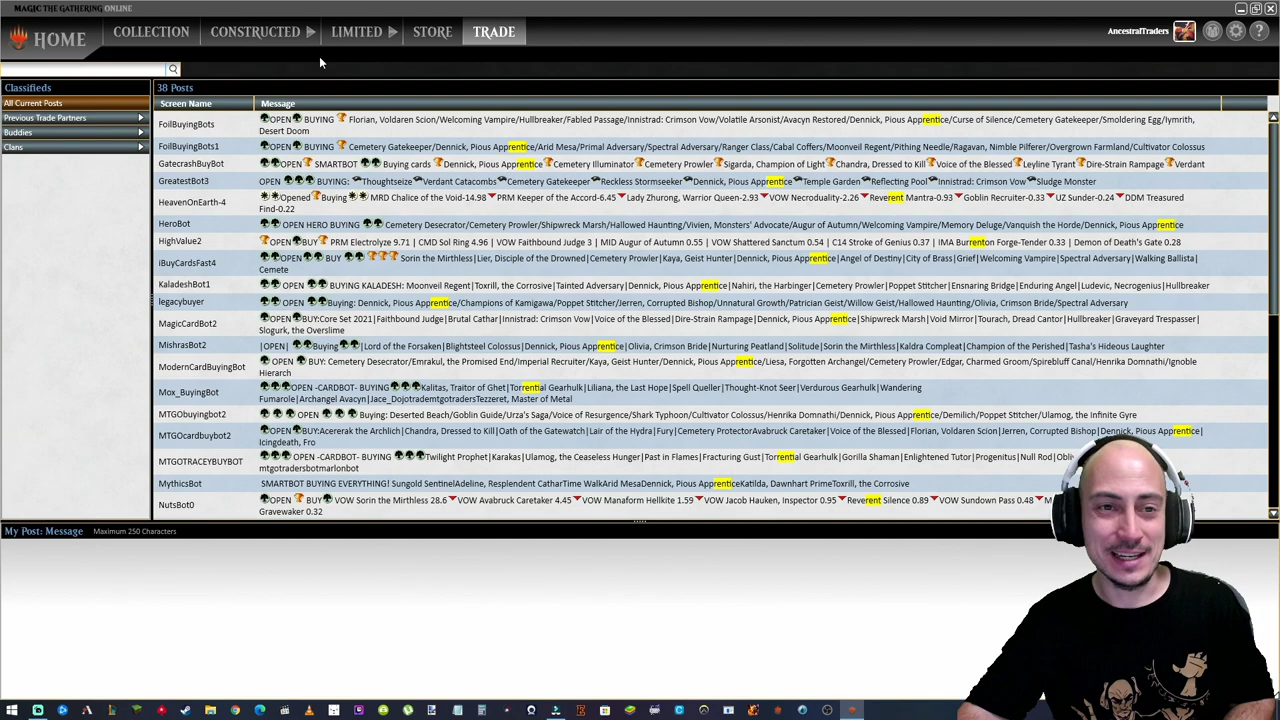 MAGIC THE GATHERING ONLINE
HOME
COLLECTION
CONSTRUCTED
LIMITED
STORE
TRADE
AncestralTraders
Classifieds
All Current Posts
Previous Trade Partners
Buddies
Clans
38 Posts
Screen Name Message
FoilBuyingBots OPEN BUYING Florian, Voldaren Scion/Welcoming Vampire/Hullbreaker/Fabled Passage/Innistrad: Crimson Vow/Volatile Arsonist/Avacyn Restored/Dennick, Pious Apprentice/Curse of Silence/Cemetery Gatekeeper/Smoldering Egg/Iymrith,
Desert Doom
FoilBuyingBots1 OPEN BUYING Cemetery Gatekeeper/Dennick, Pious Apprentice/Arid Mesa/Primal Adversary/Spectral Adversary/Ranger Class/Cabal Coffers/Moonveil Regent/Pithing Needle/Ragavan, Nimble Pilferer/Overgrown Farmland/Cultivator Colossus
GatecrashBuyBot OPEN SMARTBOT Buying cards Dennick, Pious Apprentice Cemetery Illuminator Cemetery Prowler Sigarda, Champion of Light Chandra, Dressed to Kill Voice of the Blessed Leyline Tyrant Dire-Strain Rampage Verdant
GreatestBot3 OPEN BUYING: Thoughtseize Verdant Catacombs Cemetery Gatekeeper Reckless Stormseeker Dennick, Pious Apprentice Temple Garden Reflecting Pool Innistrad: Crimson Vow Sludge Monster
HeavenOnEarth-4 Opened Buying MRD Chalice of the Void-14.98 PRM Keeper of the Accord-6.45 Lady Zhurong, Warrior Queen-2.93 VOW Necroduality-2.26 Reverent Mantra-0.93 Goblin Recruiter-0.33 UZ Sunder-0.24 DDM Treasured
Find-0.22
HeroBot OPEN HERO BUYING Cemetery Desecrator/Cemetery Prowler/Shipwreck Marsh/Hallowed Haunting/Vivien, Monsters' Advocate/Augur of Autumn/Welcoming Vampire/Memory Deluge/Vanquish the Horde/Dennick, Pious Apprentice
HighValue2 OPEN BUY PRM Electrolyze 9.71 | CMD Sol Ring 4.96 | VOW Faithbound Judge 3 | MID Augur of Autumn 0.55 | VOW Shattered Sanctum 0.54 | C14 Stroke of Genius 0.37 | IMA Burrenton Forge-Tender 0.33 | Demon of Death's Gate 0.28
iBuyCardsFast4 OPEN BUY Sorin the Mirthless|Lier, Disciple of the Drowned|Cemetery Prowler|Kaya, Geist Hunter|Dennick, Pious Apprentice|Angel of Destiny|City of Brass|Grief|Welcoming Vampire|Spectral Adversary|Walking Ballista|
Cemete
KaladeshBot1 OPEN BUYING KALADESH: Moonveil Regent|Toxrill, the Corrosive|Tainted Adversary|Dennick, Pious Apprentice|Nahiri, the Harbinger|Cemetery Prowler|Poppet Stitcher|Ensnaring Bridge|Enduring Angel|Ludevic, Necrogenius|Hullbreaker
legacybuyer OPEN Buying: Dennick, Pious Apprentice/Champions of Kamigawa/Poppet Stitcher/Jerren, Corrupted Bishop/Unnatural Growth/Patrician Geist/Willow Geist/Hallowed Haunting/Olivia, Crimson Bride/Spectral Adversary
MagicCardBot2 OPEN BUY:Core Set 2021|Faithbound Judge|Brutal Cathar|Innistrad: Crimson Vow|Voice of the Blessed|Dire-Strain Rampage|Dennick, Pious Apprentice|Shipwreck Marsh|Void Mirror|Tourach, Dread Cantor|Hullbreaker|Graveyard Trespasser|
Slogurk, the Overslime
MishrasBot2 |OPEN| Buying |Lord of the Forsaken|Blightsteel Colossus|Dennick, Pious Apprentice|Olivia, Crimson Bride|Nurturing Peatland|Solitude|Sorin the Mirthless|Kaldra Compleat|Champion of the Perished|Tasha's Hideous Laughter
ModernCardBuyingBot OPEN BUY: Cemetery Desecrator/Emrakul, the Promised End/Imperial Recruiter/Kaya, Geist Hunter/Dennick, Pious Apprentice/Liesa, Forgotten Archangel/Cemetery Prowler/Edgar, Charmed Groom/Spirebluff Canal/Henrika Domnathi/Ignoble
Hierarch
Mox_BuyingBot OPEN -CARDBOT- BUYING Kalitas, Traitor of Ghet|Torrential Gearhulk|Liliana, the Last Hope|Spell Queller|Thought-Knot Seer|Verdurous Gearhulk|Wandering
Fumarole|Archangel Avacyn|Jace_DojotrademtgotradersTezzeret, Master of Metal
MTGObuyingbot2 OPEN Buying: Deserted Beach/Goblin Guide/Urza's Saga/Voice of Resurgence/Shark Typhoon/Cultivator Colossus/Henrika Domnathi/Dennick, Pious Apprentice/Demilich/Poppet Stitcher/Ulamog, the Infinite Gyre
MTGOcardbuybot2 OPEN BUY:Acererak the Archlich|Chandra, Dressed to Kill|Oath of the Gatewatch|Lair of the Hydra|Fury|Cemetery ProtectorAvabruck Caretaker|Voice of the Blessed|Florian, Voldaren Scion|Jerren, Corrupted Bishop|Dennick, Pious Apprentice|
Icingdeath, Fro
MTGOTRACEYBUYBOT OPEN -CARDBOT- BUYING Twilight Prophet|Karakas|Ulamog, the Ceaseless Hunger|Past in Flames|Fracturing Gust|Torrential Gearhulk|Gorilla Shaman|Enlightened Tutor|Progenitus|Null Rod|
mtgotradersbotmarlonbot
MythicsBot SMARTBOT BUYING EVERYTHING! Sungold SentinelAdeline, Resplendent CatharTime WalkArid MesaDennick, Pious ApprenticeKatilda, Dawnhart PrimeToxrill, the Corrosive
NutsBot0 OPEN BUY VOW Sorin the Mirthless 28.6 VOW Avabruck Caretaker 4.45 VOW Manaform Hellkite 1.59 VOW Jacob Hauken, Inspector 0.95 Reverent Silence 0.89 VOW Sundown Pass 0.48
Gravewaker 0.32
My Post: Message Maximum 250 Characters